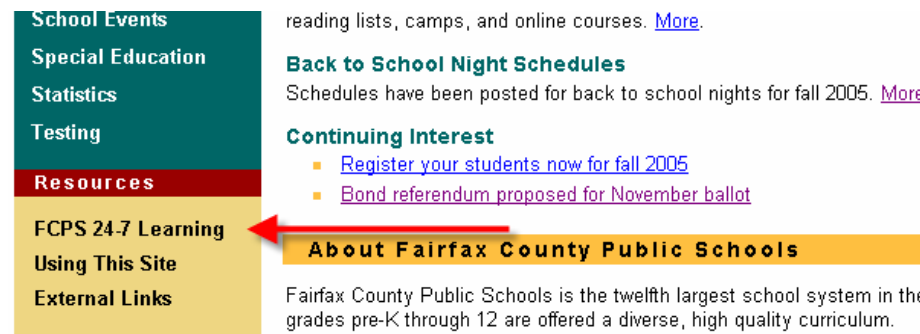 School Events
Special Education
Statistics
Testing
Resources
FCPS 24-7 Learning
Using This Site
External Links
reading lists, camps, and online courses. More.
Back to School Night Schedules
Schedules have been posted for back to school nights for fall 2005. More
Continuing Interest
Register your students now for fall 2005
Bond referendum proposed for November ballot
About Fairfax County Public Schools
Fairfax County Public Schools is the twelfth largest school system in the
grades pre-K through 12 are offered a diverse, high quality curriculum.